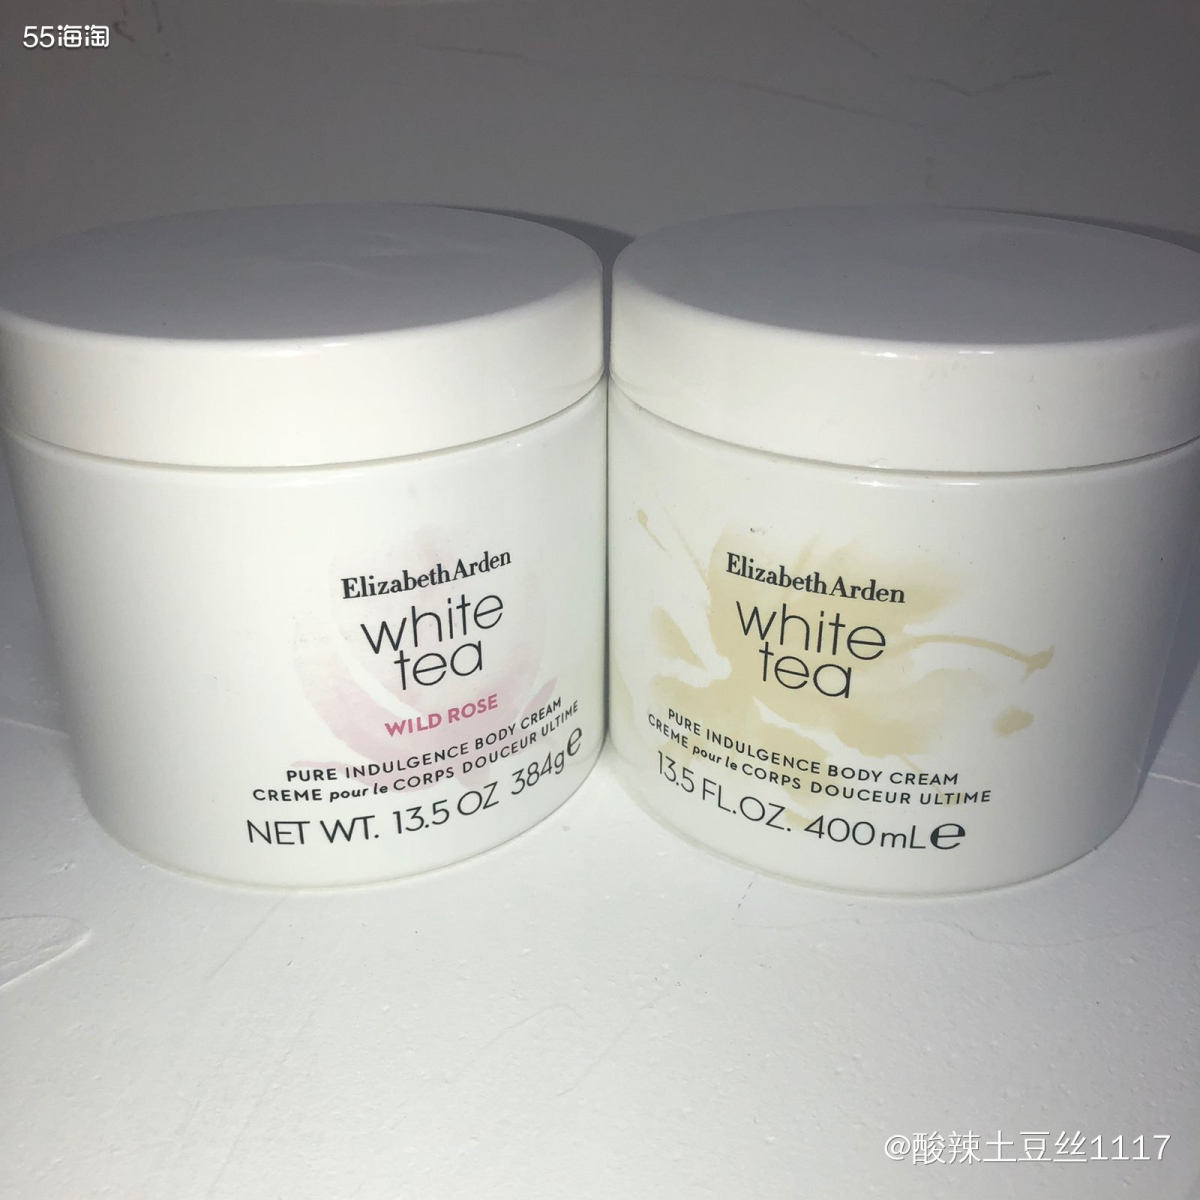 55海淘
Elizabeth Arden
white
tea
WILD ROSE
PURE INDULGENCE BODY CREAM
CREME pour le CORPS DOUCEUR ULTIME
NET WT. 13.5 OZ 384g e
Elizabeth Arden
white
tea
PURE INDULGENCE BODY CREAM
CREME pour le CORPS DOUCEUR ULTIME
13.5 FL.OZ. 400mL e
@酸辣土豆丝1117